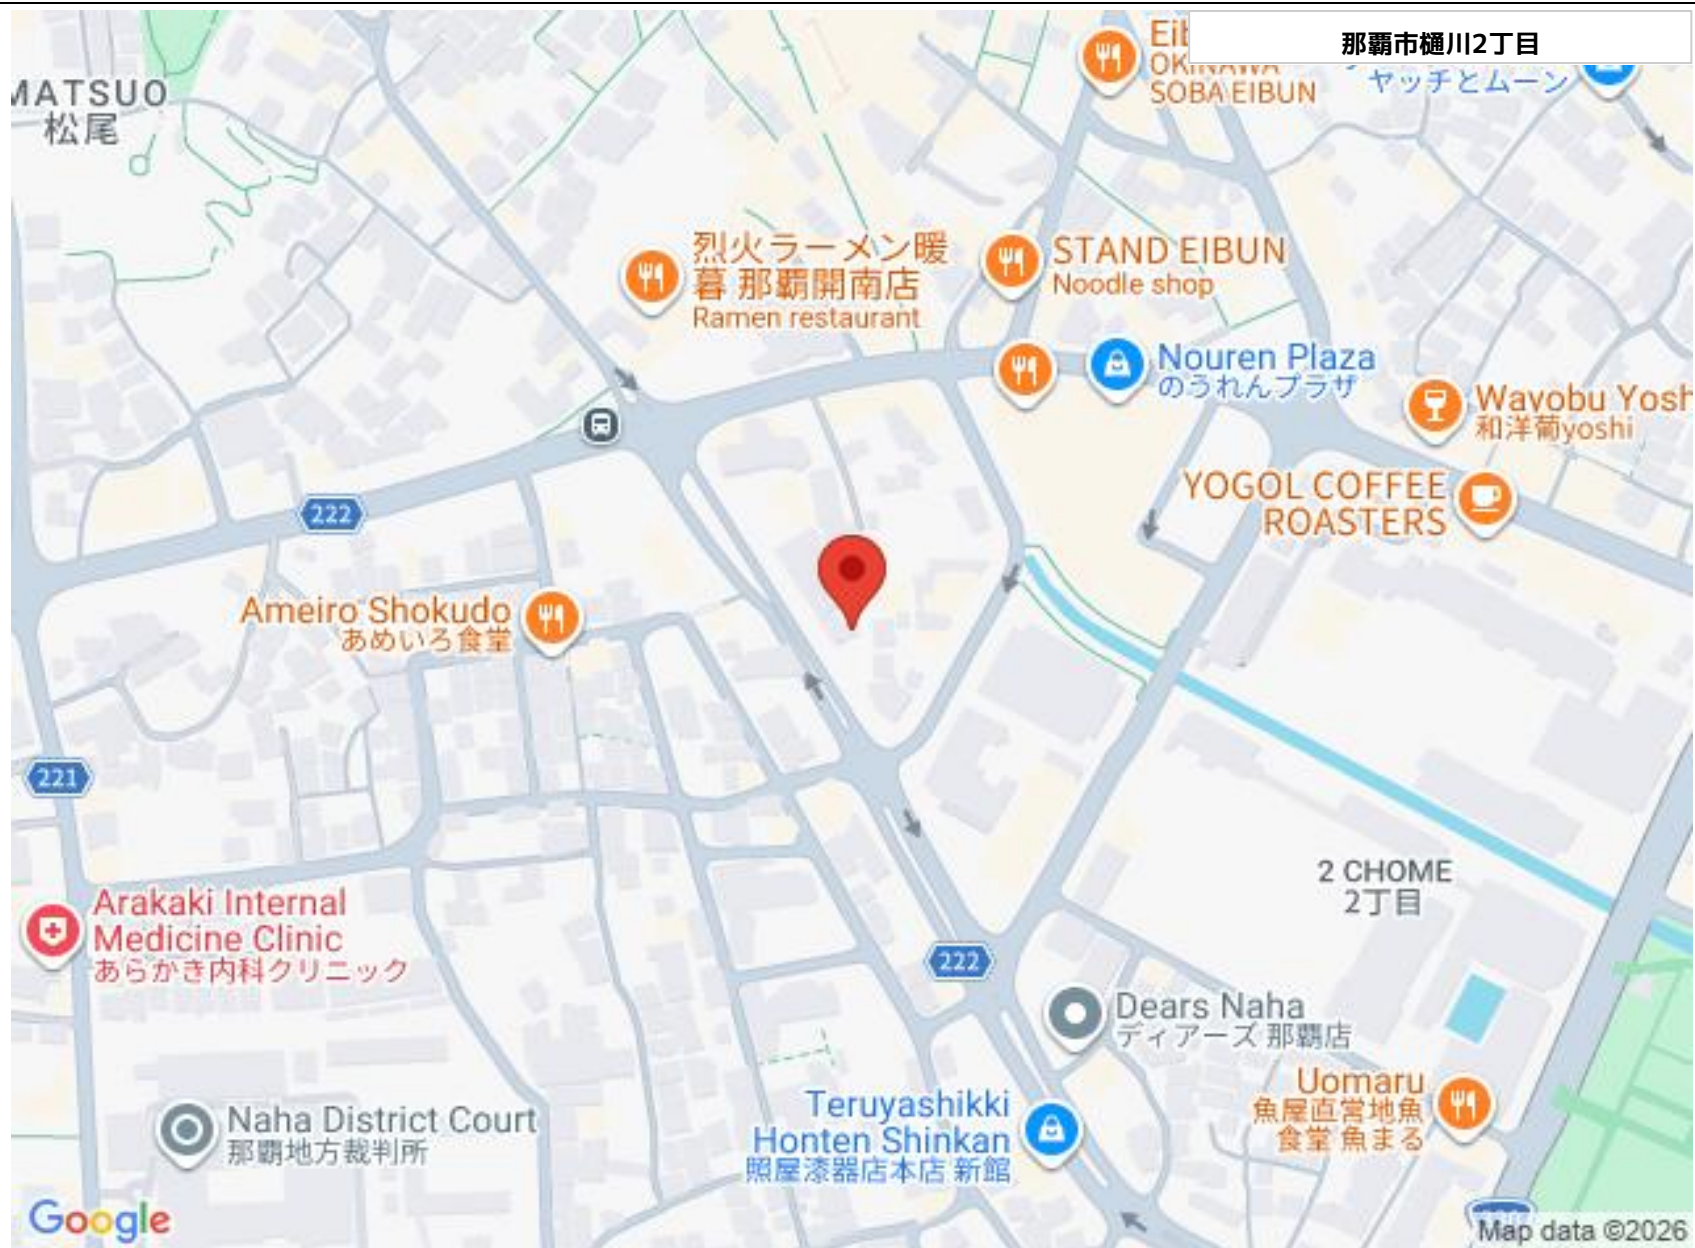 那覇市樋川2丁目
OKINAWA
SOBA EIBUN
ヤッチとムーン
MATSUO
松尾
烈火ラーメン暖
暮 那覇開南店
Ramen restaurant
STAND EIBUN
Noodle shop
Nouren Plaza
のうれんプラザ
Wayobu Yosh
和洋葡yoshi
YOGOL COFFEE
ROASTERS
222
Ameiro Shokudo
あめいろ食堂
221
2 CHOME
2丁目
Arakaki Internal
Medicine Clinic
あらかき内科クリニック
222
Dears Naha
ディアーズ 那覇店
Uomaru
魚屋直営地魚
食堂 魚まる
Teruyashikki
Honten Shinkan
照屋漆器店本店 新館
Naha District Court
那覇地方裁判所
Google
Map data ©2026